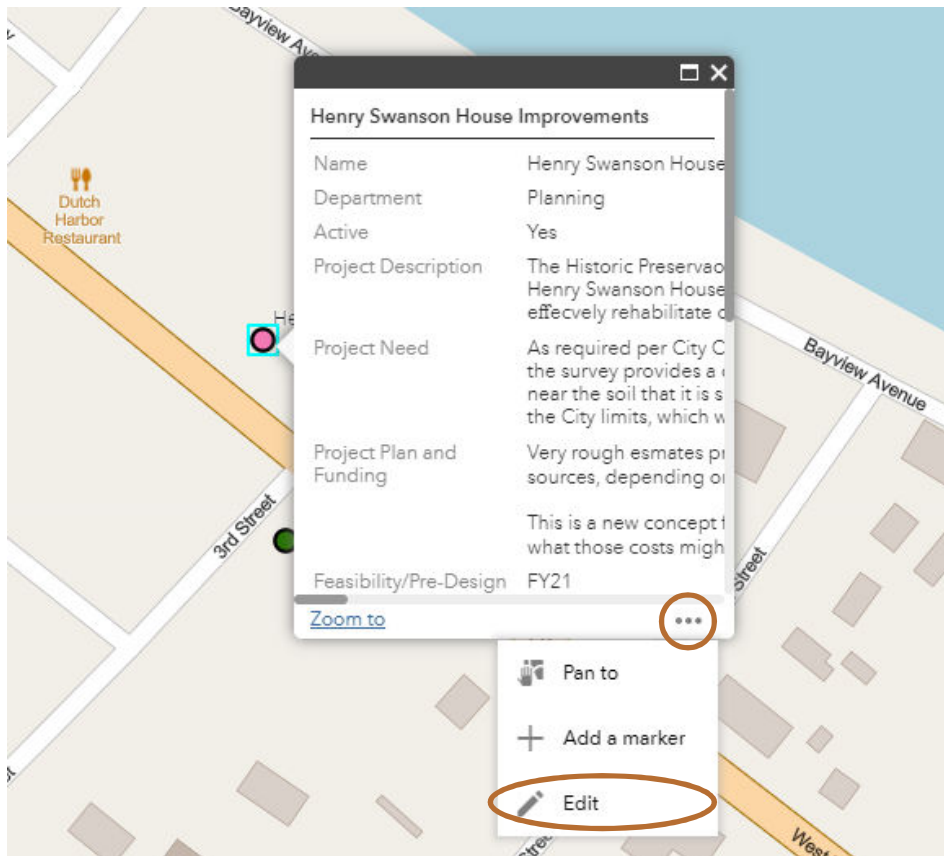 Bayview Ave
Henry Swanson House Improvements
Name Henry Swanson House
Department Planning
Active Yes
Project Description The Historic Preservao
Henry Swanson House
effecvely rehabilitate
Project Need As required per City C
the survey provides a
near the soil that it is s
the City limits, which w
Project Plan and Funding Very rough esmates pr
sources, depending or
This is a new concept
what those costs migh
Feasibility/Pre-Design FY21
Zoom to
Pan to
Add a marker
Edit
Dutch
Harbor
Restaurant
He
3rd Street
Bayview Avenue
Street
West
Street